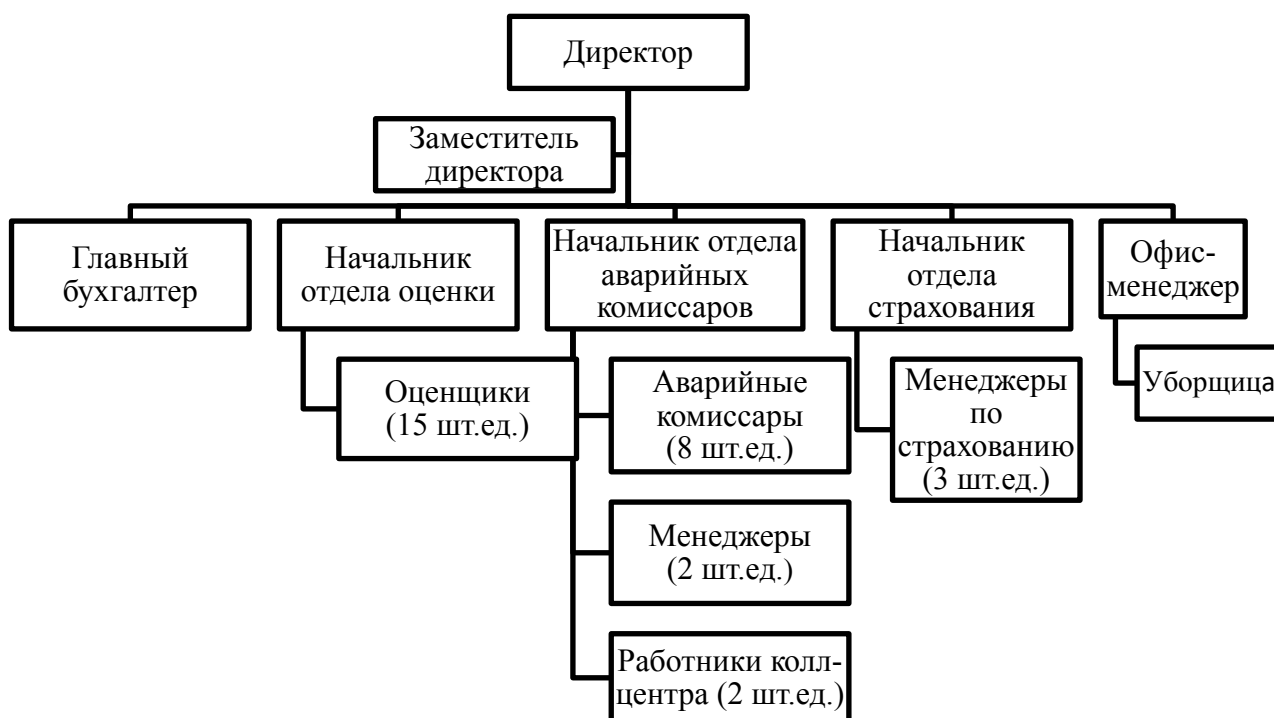 Директор
Заместитель
директора
Главный
бухгалтер
Начальник
отдела оценки
Начальник отдела
аварийных
комиссаров
Начальник
отдела
страхования
Офис-
менеджер
Оценщики
(15 шт.ед.)
Аварийные
комиссары
(8 шт.ед.)
Менеджеры
по
страхованию
(3 шт.ед.)
Уборщица
Менеджеры
(2 шт.ед.)
Работники колл-
центра (2 шт.ед.)